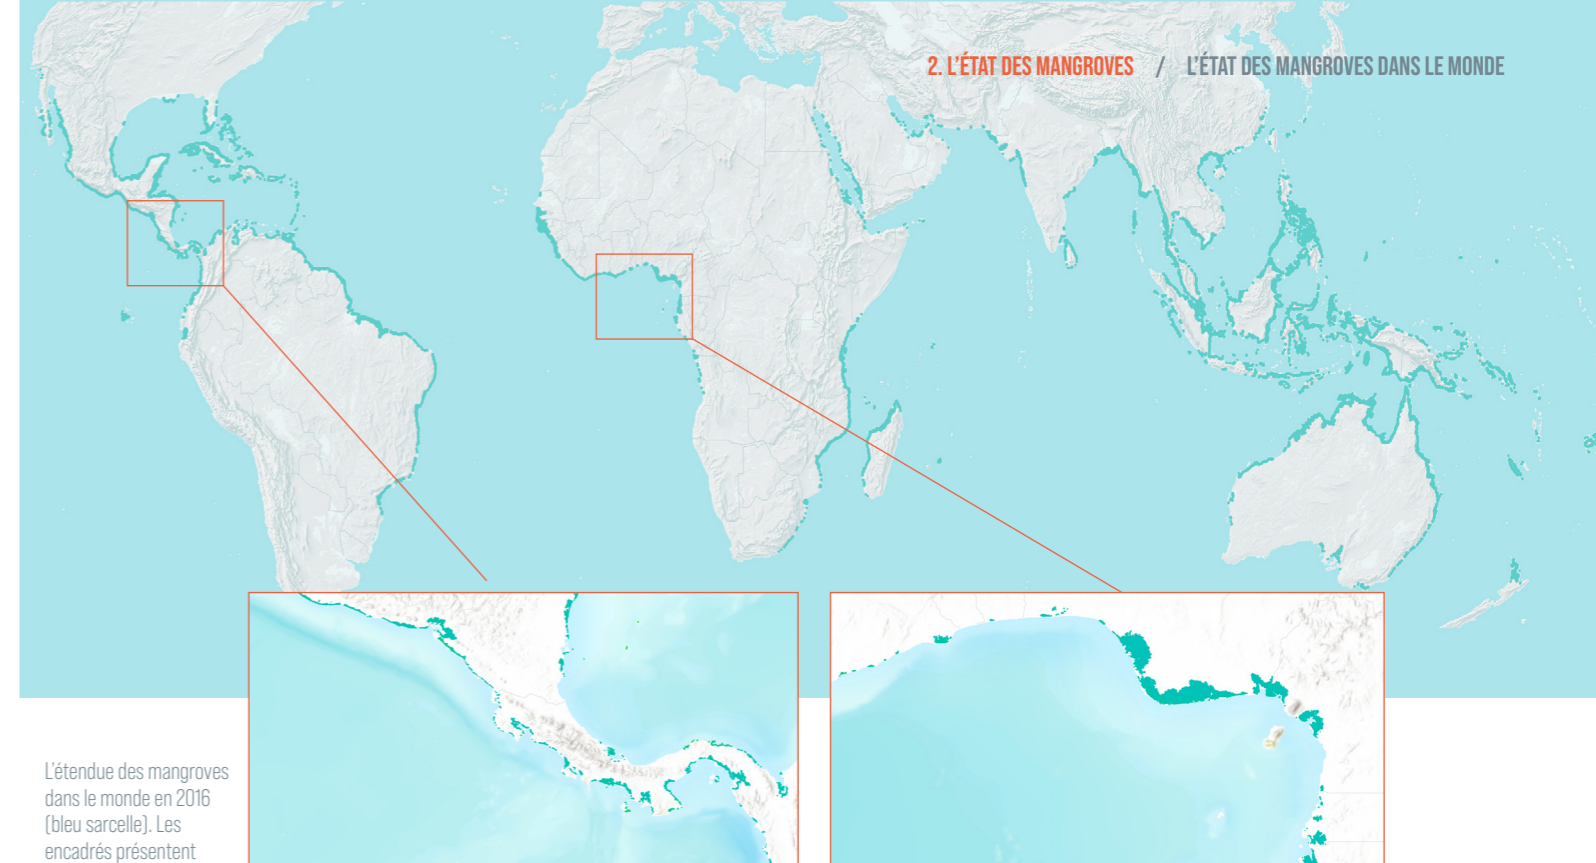 2. L'ÉTAT DES MANGROVES / L'ÉTAT DES MANGROVES DANS LE MONDE
L'étendue des mangroves
dans le monde en 2016
(bleu sarcelle). Les
encadrés présentent